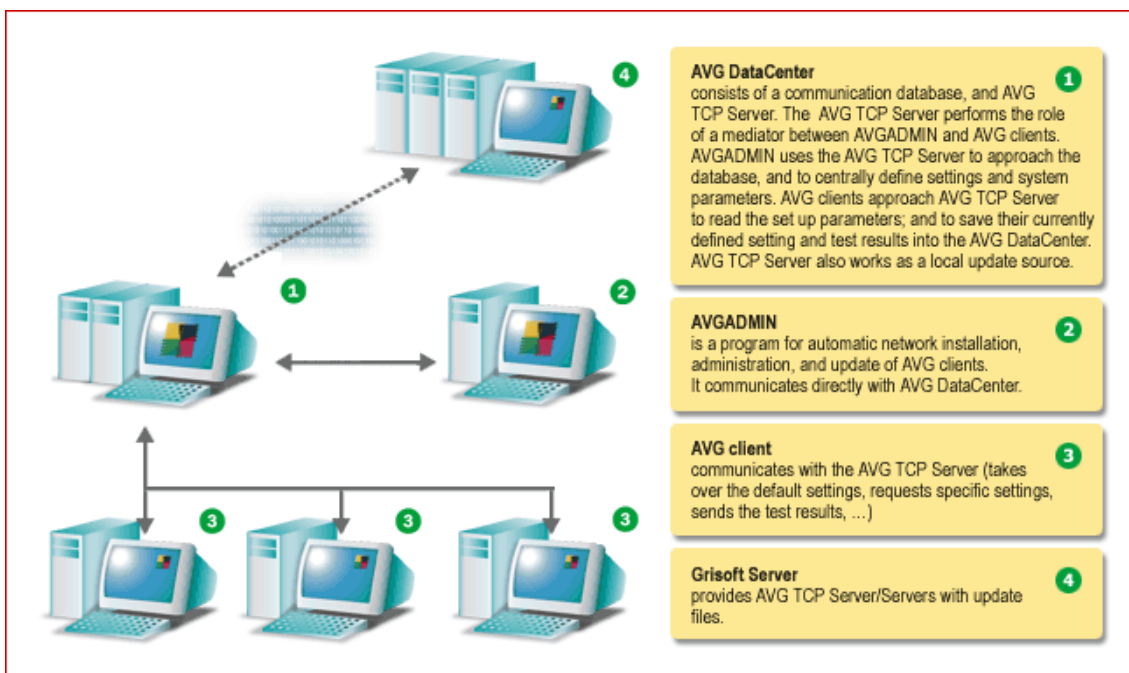 4
1
2
3
3
3
AVG DataCenter
1
consists of a communication database, and AVG
TCP Server. The AVG TCP Server performs the role
of a mediator between AVGADMIN and AVG clients.
AVGADMIN uses the AVG TCP Server to approach the
database, and to centrally define settings and system
parameters. AVG clients approach AVG TCP Server
to read the set up parameters; and to save their currently
defined setting and test results into the AVG DataCenter.
AVG TCP Server also works as a local update source.
AVGADMIN
2
is a program for automatic network installation,
administration, and update of AVG clients.
It communicates directly with AVG DataCenter.
AVG client
3
communicates with the AVG TCP Server (takes
over the default settings, requests specific settings,
sends the test results, ...)
Grisoft Server
4
provides AVG TCP Server/Servers with update
files.